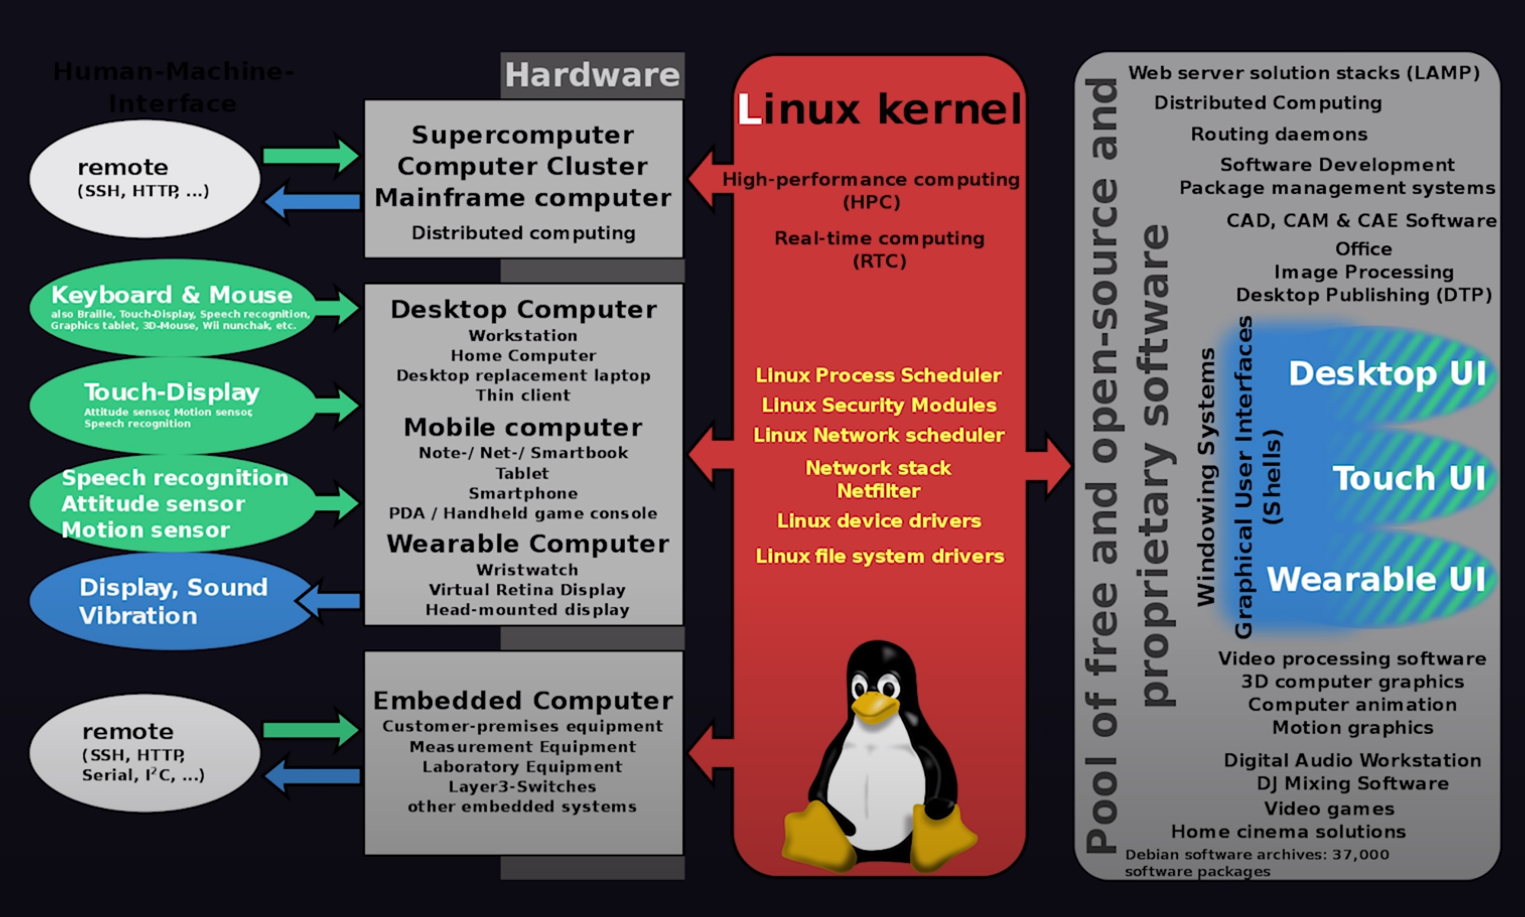 Human-Machine-
Interface
remote
(SSH, HTTP, ...)
Keyboard & Mouse
also Braille, Touch-Display, Speech recognition,
Graphics tablet, 3D-Mouse, Wii nunchak, etc.
Touch-Display
Attitude sensor, Motion sensor,
Speech recognition
Speech recognition
Attitude sensor
Motion sensor
Display, Sound
Vibration
remote
(SSH, HTTP,
Serial, I²C, ...)
Hardware
Supercomputer
Computer Cluster
Mainframe computer
Distributed computing
Desktop Computer
Workstation
Home Computer
Desktop replacement laptop
Thin client
Mobile computer
Note-/ Net-/ Smartbook
Tablet
Smartphone
PDA / Handheld game console
Wearable Computer
Wristwatch
Virtual Retina Display
Head-mounted display
Embedded Computer
Customer-premises equipment
Measurement Equipment
Laboratory Equipment
Layer3-Switches
other embedded systems
Linux kernel
High-performance computing
(HPC)
Real-time computing
(RTC)
Linux Process Scheduler
Linux Security Modules
Linux Network scheduler
Network stack
Netfilter
Linux device drivers
Linux file system drivers
Pool of free and open-source and
proprietary software
Web server solution stacks (LAMP)
Distributed Computing
Routing daemons
Software Development
Package management systems
CAD, CAM & CAE Software
Office
Image Processing
Desktop Publishing (DTP)
Windowing Systems
Graphical User Interfaces
(Shells)
Desktop UI
Touch UI
Wearable UI
Video processing software
3D computer graphics
Computer animation
Motion graphics
Digital Audio Workstation
DJ Mixing Software
Video games
Home cinema solutions
Debian software archives: 37,000
software packages